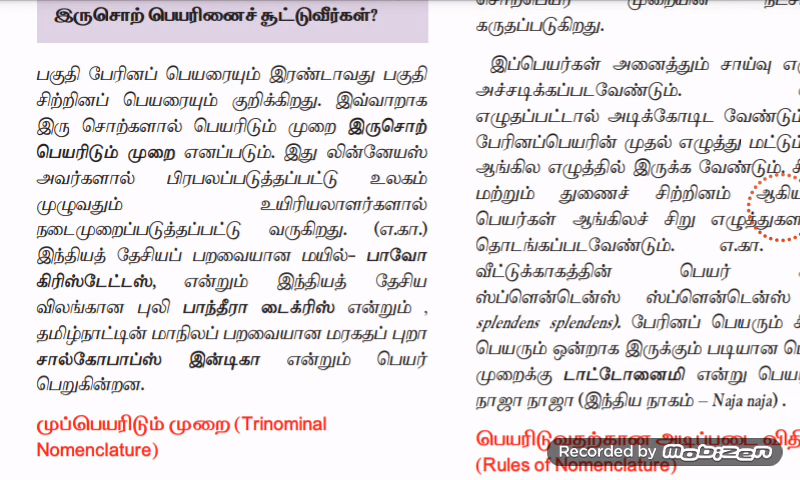 இருசொற் பெயரினைச் சூட்டுவீர்கள்?
பகுதி பேரினப் பெயரையும் இரண்டாவது பகுதி
சிற்றினப் பெயரையும் குறிக்கிறது. இவ்வாறாக
இரு சொற்களால் பெயரிடும் முறை இருசொற்
பெயரிடும் முறை எனப்படும். இது லின்னேயஸ்
அவர்களால் பிரபலப்படுத்தப்பட்டு உலகம்
முழுவதும் உயிரியலாளர்களால்
நடைமுறைப்படுத்தப்பட்டு வருகிறது. (எ.கா.)
இந்தியத் தேசியப் பறவையான மயில்- பாவோ
கிரிஸ்டேட்டஸ், என்றும் இந்தியத் தேசிய
விலங்கான புலி பாந்தீரா டைக்ரிஸ் என்றும் ,
தமிழ்நாட்டின் மாநிலப் பறவையான மரகதப் புறா
சால்கோபாப்ஸ் இன்டிகா என்றும் பெயர்
பெறுகின்றன.
முப்பெயரிடும் முறை (Trinominal
Nomenclature)
கருதப்படுகிறது.
இப்பெயர்கள் அனைத்தும் சாய்வு
அச்சடிக்கப்படவேண்டும்.
எழுதப்பட்டால் அடிக்கோடிட வேண்டும்
பேரினப்பெயரின் முதல் எழுத்து மட்டும்
ஆங்கில எழுத்தில் இருக்க வேண்டும்,
மற்றும் துணைச் சிற்றினம்
பெயர்கள் ஆங்கிலச் சிறு
தொடங்கப்படவேண்டும். எ.கா.
வீட்டுக்காகத்தின் பெயர்
ஸ்ப்ளென்டென்ஸ் ஸ்ப்ளென்டென்ஸ்
splendens splendens). பேரினப் பெயரும்
பெயரும் ஒன்றாக இருக்கும் படியான
முறைக்கு டாட்டோனைமி என்று
நாஜா நாஜா (இந்திய நாகம் – Naja naja) .
பெயரிடுவதற்கான அடிப்படை
(Rules of Nomenclature)
Recorded by Mobizen